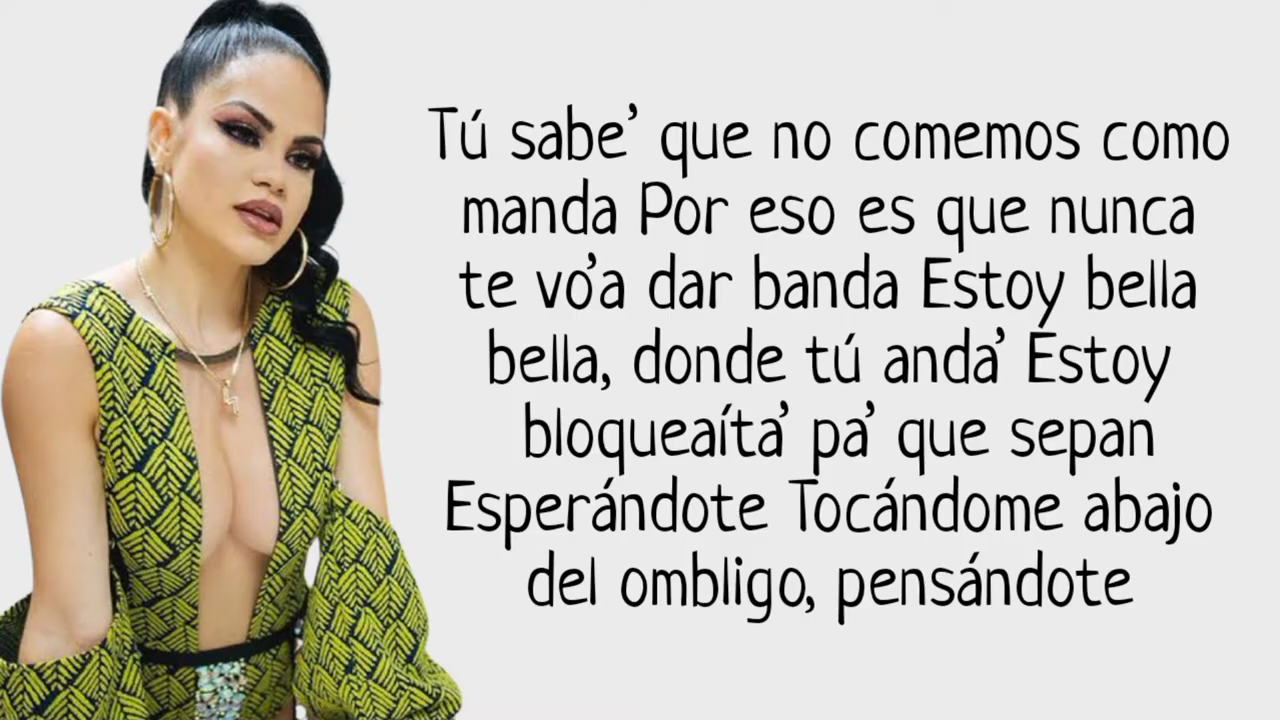 Tú sabe’ que no comemos como
manda Por eso es que nunca
te vo’a dar banda Estoy bella
bella, donde tú anda’ Estoy
bloqueaíta’ pa’ que sepan
Esperándote Tocándome abajo
del ombligo, pensándote